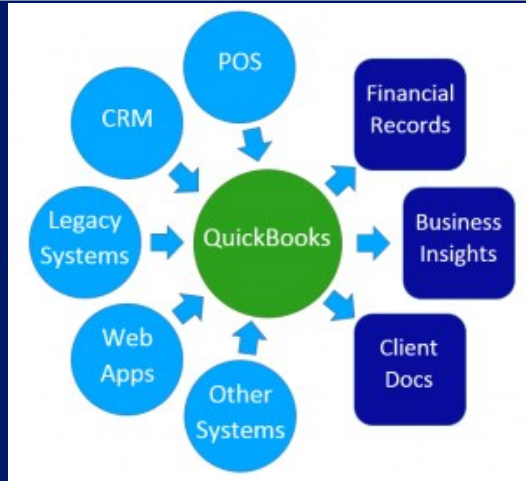 POS
CRM
Legacy
Systems
Web
Apps
Other
Systems
QuickBooks
Financial
Records
Business
Insights
Client
Docs